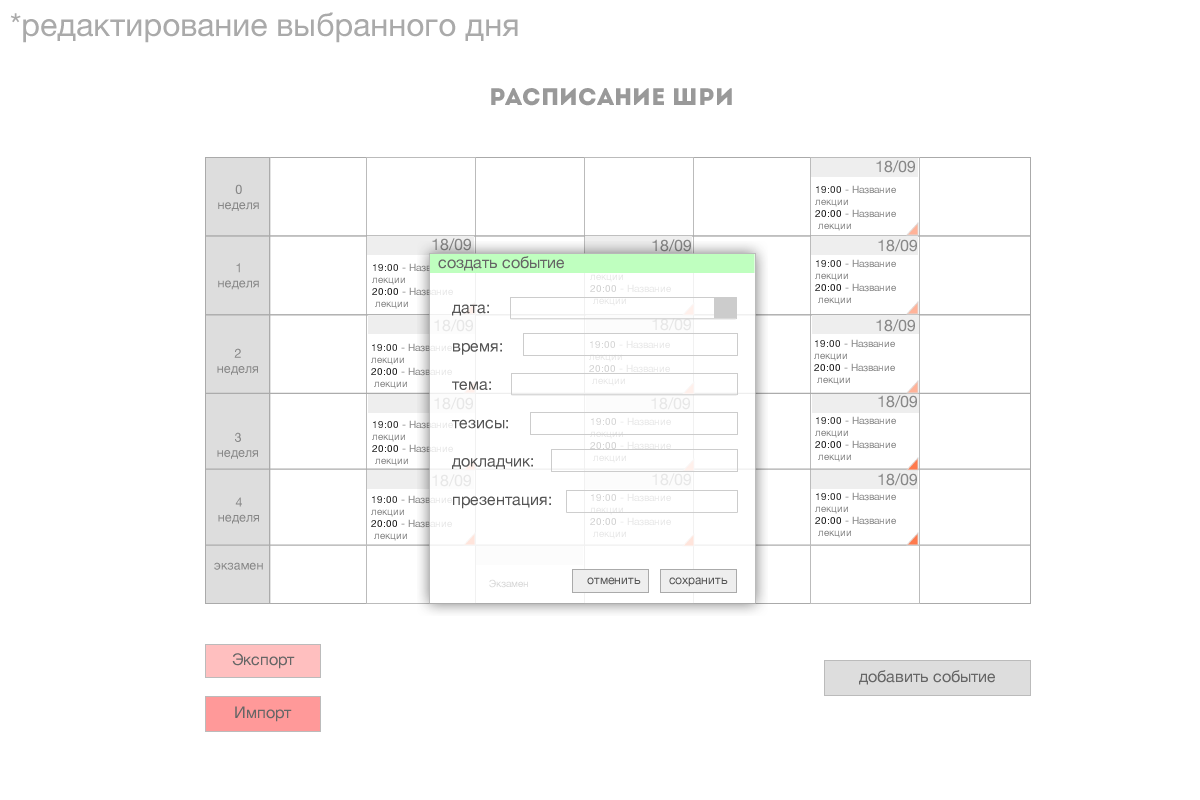 *редактирование выбранного дня
РАСПИСАНИЕ ШРИ
0
неделя
18/09
19:00 - Название
лекции
20:00 - Название
лекции
1
неделя
18/09
19:00 - Назв
лекции
20:00 - Название
лекции
18/09
лекции
20:00 - Название
лекции
18/09
19:00 - Название
лекции
20:00 - Название
лекции
2
неделя
18/09
19:00 - Название
лекции
20:00 - Название
лекции
18/09
19:00 - Название
лекции
20:00 - Название
лекции
18/09
19:00 - Название
лекции
20:00 - Название
лекции
3
неделя
18/09
19:00 - Название
лекции
20:00 - Название
лекции
18/09
19:00 - Название
лекции
20:00 - Название
лекции
18/09
19:00 - Название
лекции
20:00 - Название
лекции
4
неделя
18/09
19:00 - Название
лекции
20:00 - Название
лекции
18/09
19:00 - Название
лекции
20:00 - Название
лекции
18/09
19:00 - Название
лекции
20:00 - Название
лекции
экзамен
Экзамен
создать событие
дата:
время:
тема:
тезисы:
докладчик:
презентация:
отменить
сохранить
Экспорт
Импорт
добавить событие